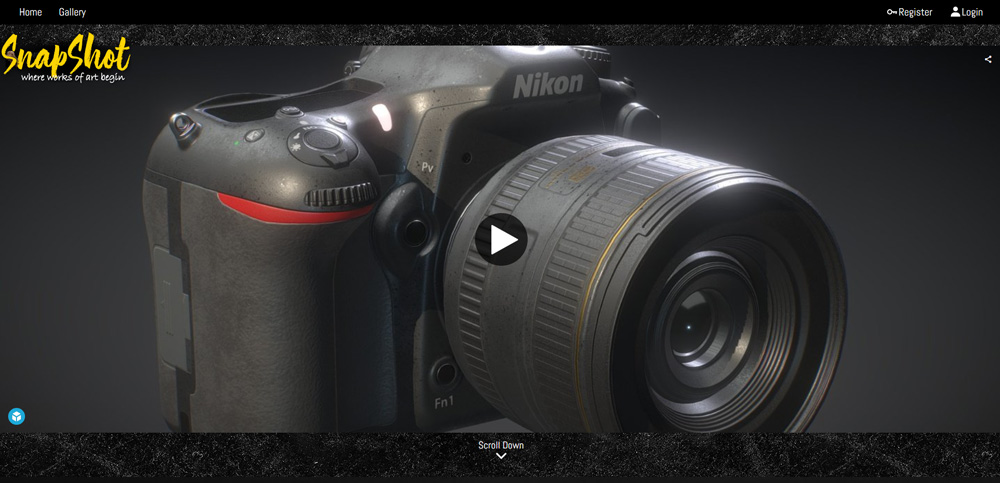 Home Gallery Register Login
SnapShot
where works of art begin
Nikon
Pv
Fn1
Scroll Down